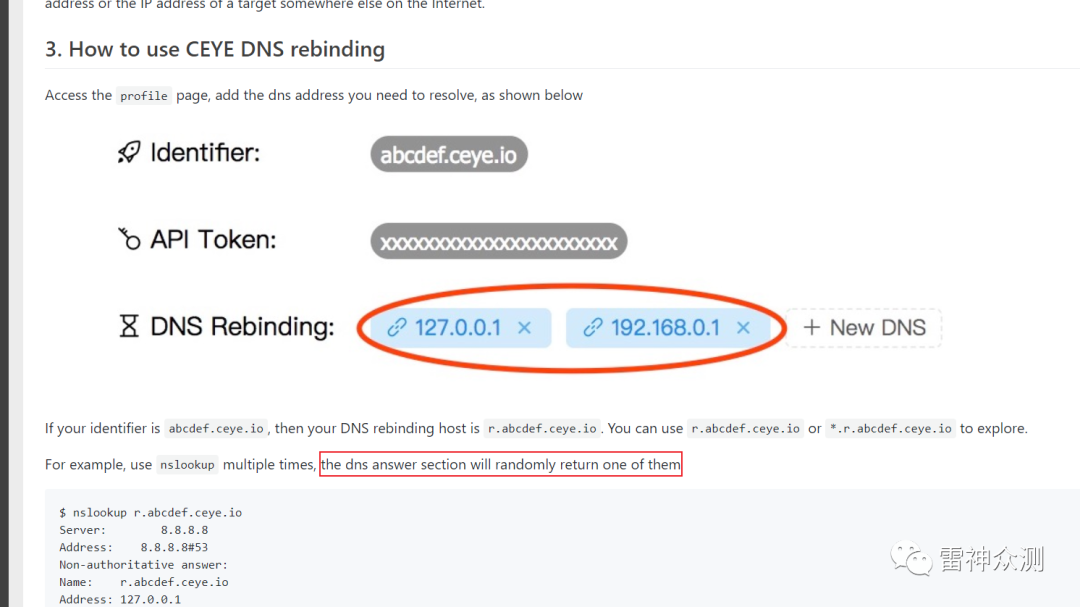 address or the IP address of a target somewhere else on the Internet.
3. How to use CEYE DNS rebinding
Access the profile page, add the dns address you need to resolve, as shown below
Identifier: abcdef.ceye.io
API Token: xxxxxxxxxxxxxxxxxxxxxx
DNS Rebinding: 127.0.0.1 × 192.168.0.1 × + New DNS
If your identifier is abcdef.ceye.io, then your DNS rebinding host is r.abcdef.ceye.io. You can use r.abcdef.ceye.io or *.r.abcdef.ceye.io to explore.
For example, use nslookup multiple times, the dns answer section will randomly return one of them
$ nslookup r.abcdef.ceye.io
Server: 8.8.8.8
Address: 8.8.8.8#53
Non-authoritative answer:
Name: r.abcdef.ceye.io
Address: 127.0.0.1
雷神众测